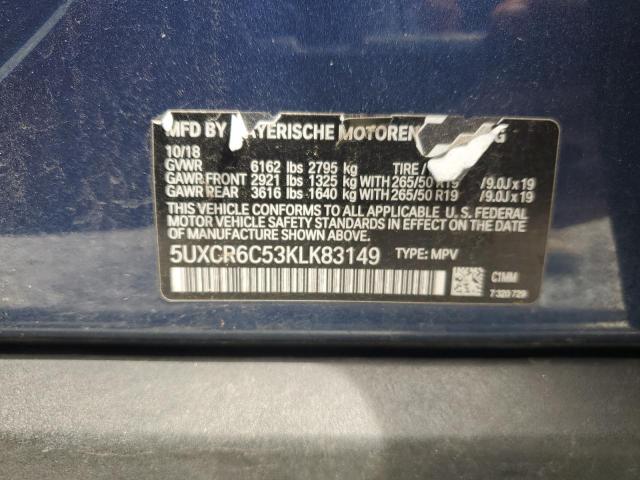 MFD BY BAYERISCHE MOTOREN G
10/18
GVWR 6162 lbs 2795 kg TIRE /
GAWR FRONT 2921 lbs 1325 kg WITH 265/50 R19 /9.0J x 19
GAWR REAR 3616 lbs 1640 kg WITH 265/50 R19 /9.0J x 19
THIS VEHICLE CONFORMS TO ALL APPLICABLE U. S. FEDERAL
MOTOR VEHICLE SAFETY STANDARDS IN EFFECT ON THE DATE OF
MANUFACTURE SHOWN ABOVE.
5UXCR6C53KLK83149 TYPE: MPV
C1MM
7 320 729